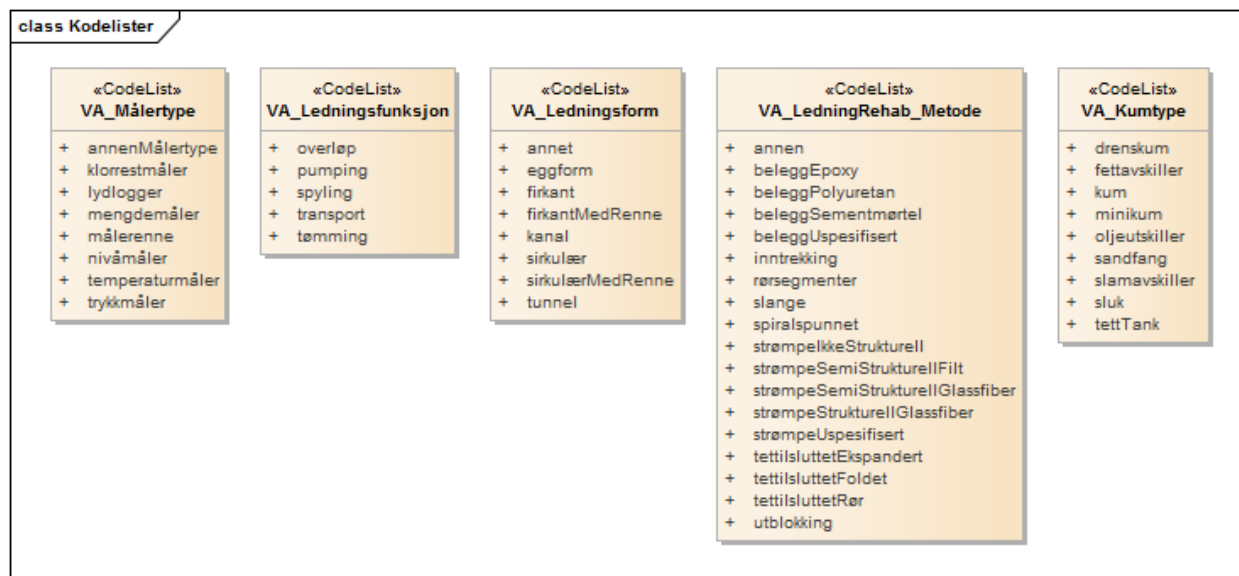 class Kodelister
«CodeList»
VA_Målertype
+ annenMålertype
+ klorrestmåler
+ lydlogger
+ mengdemåler
+ målerenne
+ nivåmåler
+ temperaturmåler
+ trykkmåler
«CodeList»
VA_Ledningsfunksjon
+ overløp
+ pumping
+ spyling
+ transport
+ tømming
«CodeList»
VA_Ledningsform
+ annet
+ eggform
+ firkant
+ firkantMedRenne
+ kanal
+ sirkulær
+ sirkulærMedRenne
+ tunnel
«CodeList»
VA_LedningRehab_Metode
+ annen
+ beleggEpoxy
+ beleggPolyuretan
+ beleggSementmørtel
+ beleggUspesifisert
+ inntrekking
+ rørsegmenter
+ slange
+ spiralspunnet
+ strømpeIkkeStrukturell
+ strømpeSemiStrukturellFilt
+ strømpeSemiStrukturellGlassfiber
+ strømpeStrukturellGlassfiber
+ strømpeUspesifisert
+ tettilsluttetEkspandert
+ tettilsluttetFoldet
+ tettilsluttetRør
+ utblokking
«CodeList»
VA_Kumtype
+ drenskum
+ fettavskiller
+ kum
+ minikum
+ oljeutskiller
+ sandfang
+ slamavskiller
+ sluk
+ tettTank